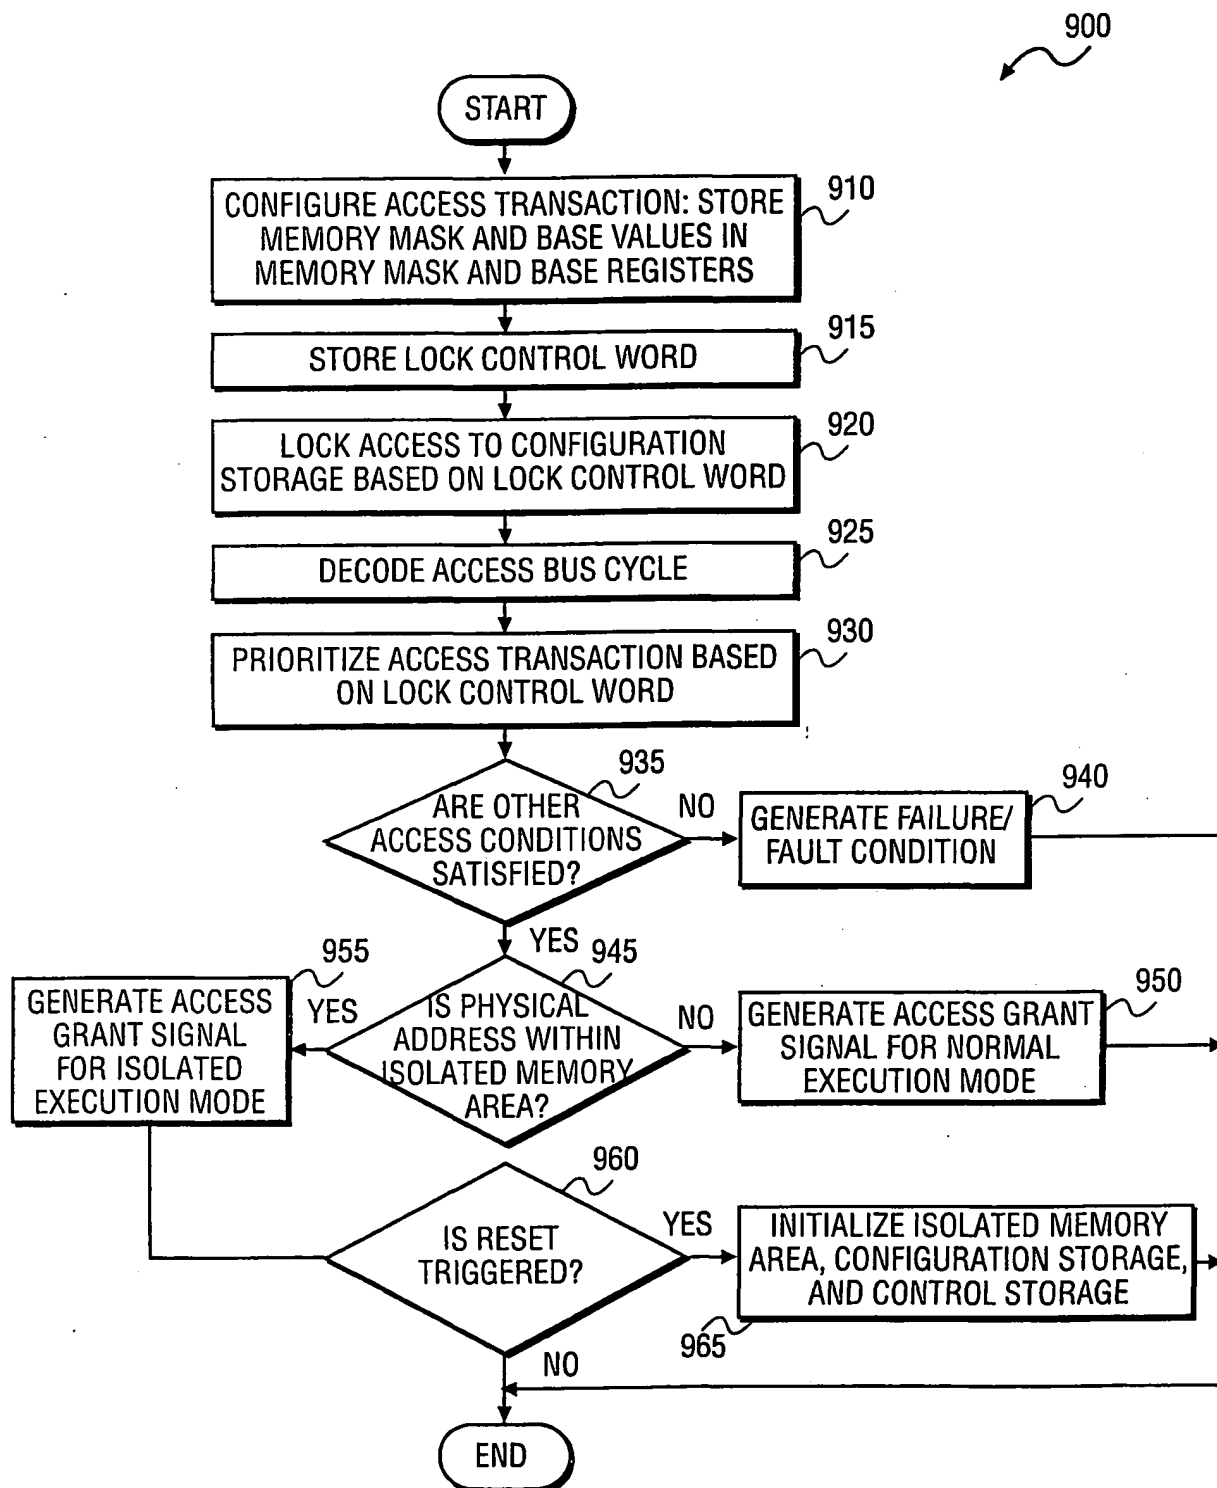 900
START
CONFIGURE ACCESS TRANSACTION: STORE
MEMORY MASK AND BASE VALUES IN
MEMORY MASK AND BASE REGISTERS
910
STORE LOCK CONTROL WORD
915
LOCK ACCESS TO CONFIGURATION
STORAGE BASED ON LOCK CONTROL WORD
920
DECODE ACCESS BUS CYCLE
925
PRIORITIZE ACCESS TRANSACTION BASED
ON LOCK CONTROL WORD
930
ARE OTHER
ACCESS CONDITIONS
SATISFIED?
935
NO
GENERATE FAILURE/
FAULT CONDITION
940
YES
IS PHYSICAL
ADDRESS WITHIN
ISOLATED MEMORY
AREA?
945
NO
GENERATE ACCESS GRANT
SIGNAL FOR NORMAL
EXECUTION MODE
950
YES
GENERATE ACCESS
GRANT SIGNAL
FOR ISOLATED
EXECUTION MODE
955
IS RESET
TRIGGERED?
960
YES
INITIALIZE ISOLATED MEMORY
AREA, CONFIGURATION STORAGE,
AND CONTROL STORAGE
965
NO
END